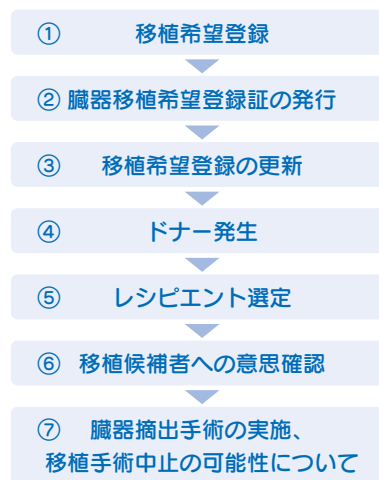 ① 移植希望登録
② 臓器移植希望登録証の発行
③ 移植希望登録の更新
④ ドナー発生
⑤ レシピエント選定
⑥ 移植候補者への意思確認
⑦ 臓器摘出手術の実施、
移植手術中止の可能性について